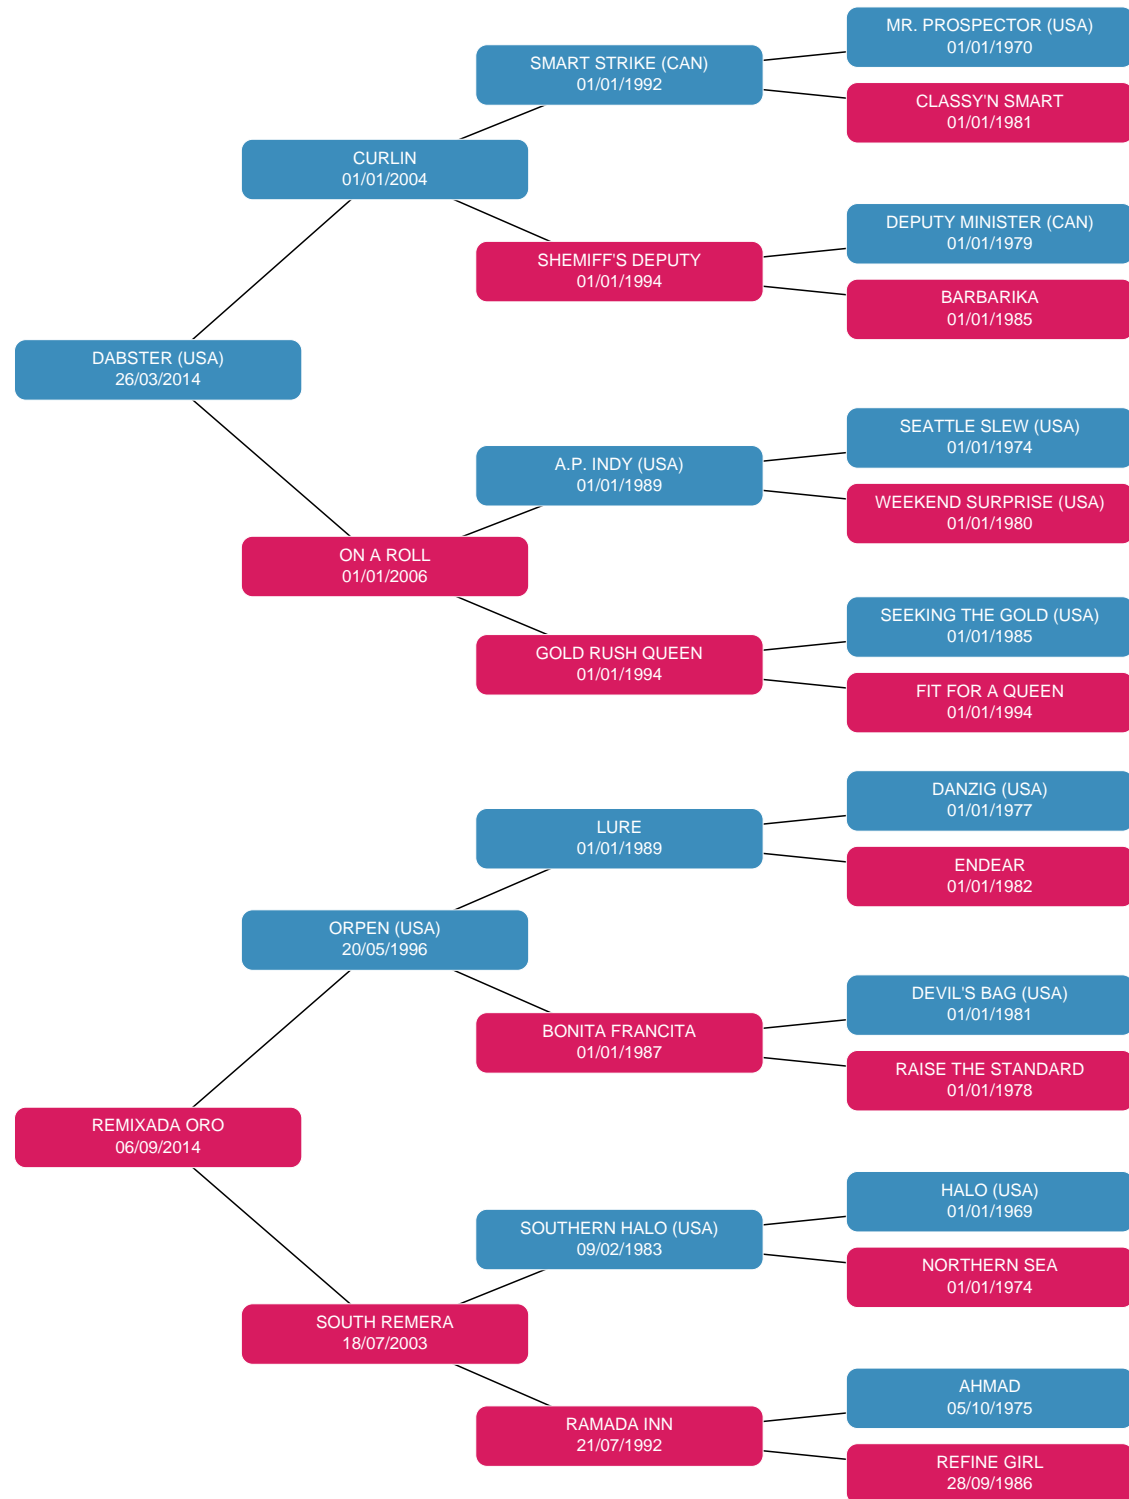 MR. PROSPECTOR (USA)
01/01/1970
SMART STRIKE (CAN)
01/01/1992
CLASSY'N SMART
01/01/1981
CURLIN
01/01/2004
DEPUTY MINISTER (CAN)
01/01/1979
SHEMIFF'S DEPUTY
01/01/1994
BARBARIKA
01/01/1985
DABSTER (USA)
26/03/2014
SEATTLE SLEW (USA)
01/01/1974
A.P. INDY (USA)
01/01/1989
WEEKEND SURPRISE (USA)
01/01/1980
ON A ROLL
01/01/2006
SEEKING THE GOLD (USA)
01/01/1985
GOLD RUSH QUEEN
01/01/1994
FIT FOR A QUEEN
01/01/1994
DANZIG (USA)
01/01/1977
LURE
01/01/1989
ENDEAR
01/01/1982
ORPEN (USA)
20/05/1996
DEVIL'S BAG (USA)
01/01/1981
BONITA FRANCITA
01/01/1987
RAISE THE STANDARD
01/01/1978
REMIXADA ORO
06/09/2014
HALO (USA)
01/01/1969
SOUTHERN HALO (USA)
09/02/1983
NORTHERN SEA
01/01/1974
SOUTH REMERA
18/07/2003
AHMAD
05/10/1975
RAMADA INN
21/07/1992
REFINE GIRL
28/09/1986